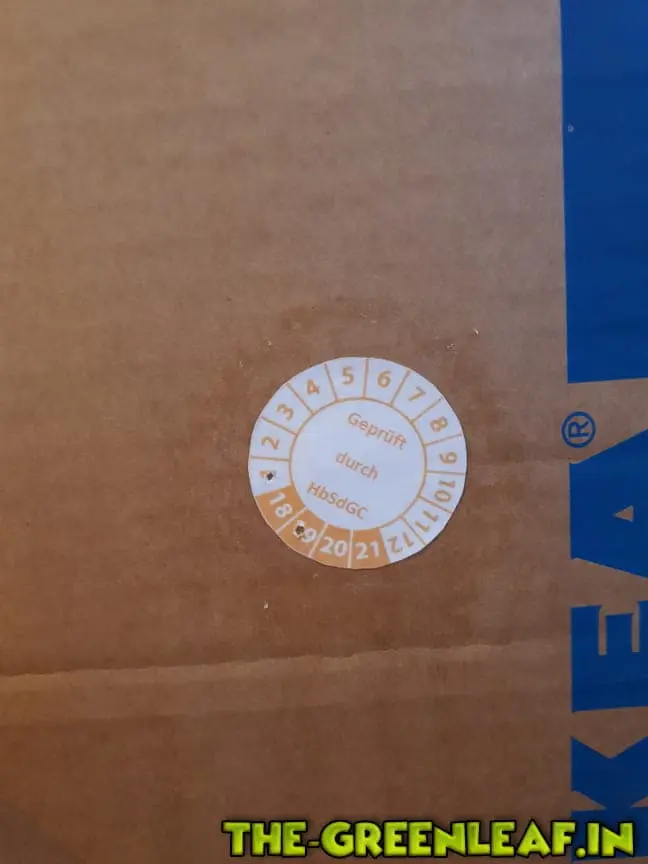 1 2 3 4 5 6 7 8 9 10 11 12
18 19 20 21
Geprüft
durch
HbSdGC
KEA®
THE-GREENLEAF.IN